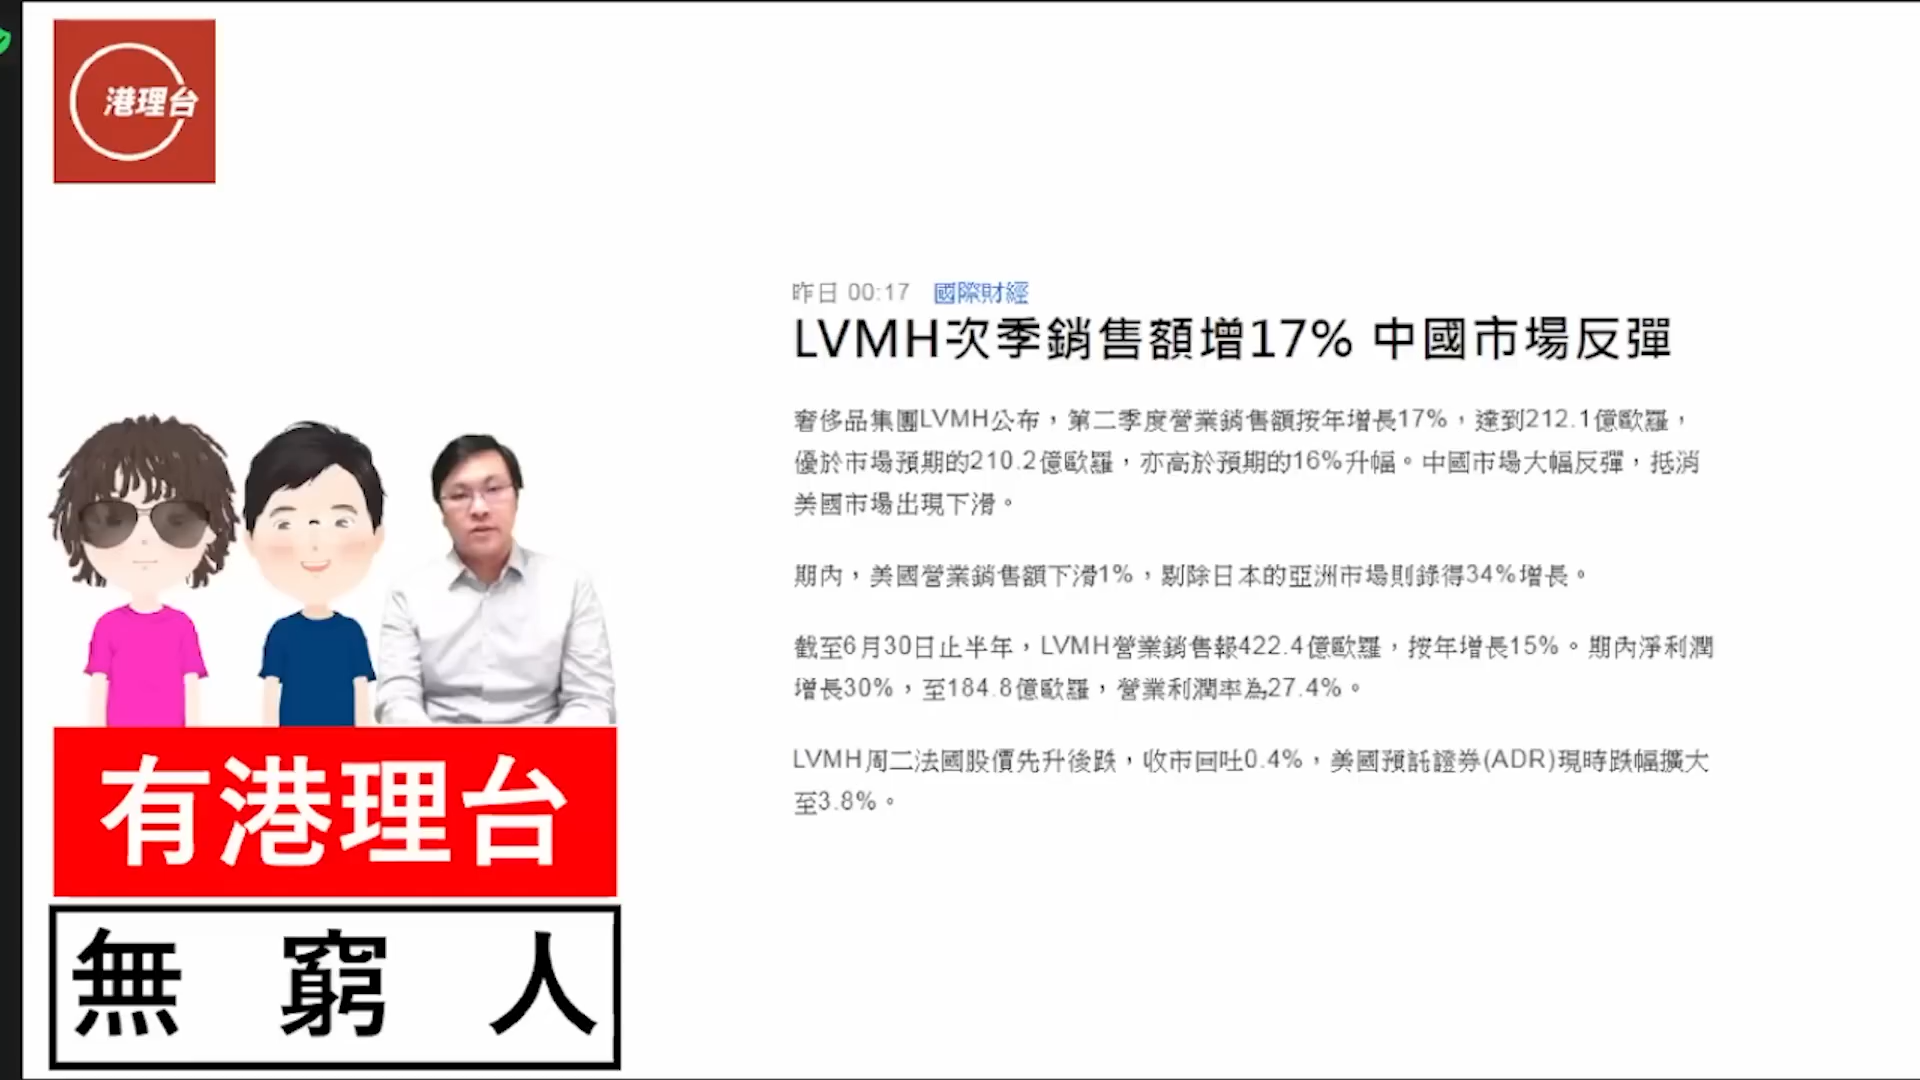 港理台
昨日 00:17 國際財經
LVMH次季銷售額增17% 中國市場反彈
奢侈品集團LVMH公布，第二季度營業銷售額按年增長17%，達到212.1億歐羅，
優於市場預期的210.2億歐羅，亦高於預期的16%升幅。中國市場大幅反彈，抵消
美國市場出現下滑。
期內，美國營業銷售額下滑1%，剔除日本的亞洲市場則錄得34%增長。
截至6月30日止半年，LVMH營業銷售報422.4億歐羅，按年增長15%。期內淨利潤
增長30%，至184.8億歐羅，營業利潤率為27.4%。
LVMH周二法國股價先升後跌，收市回吐0.4%，美國預託證券(ADR)現時跌幅擴大
至3.8%。
有港理台
無窮人